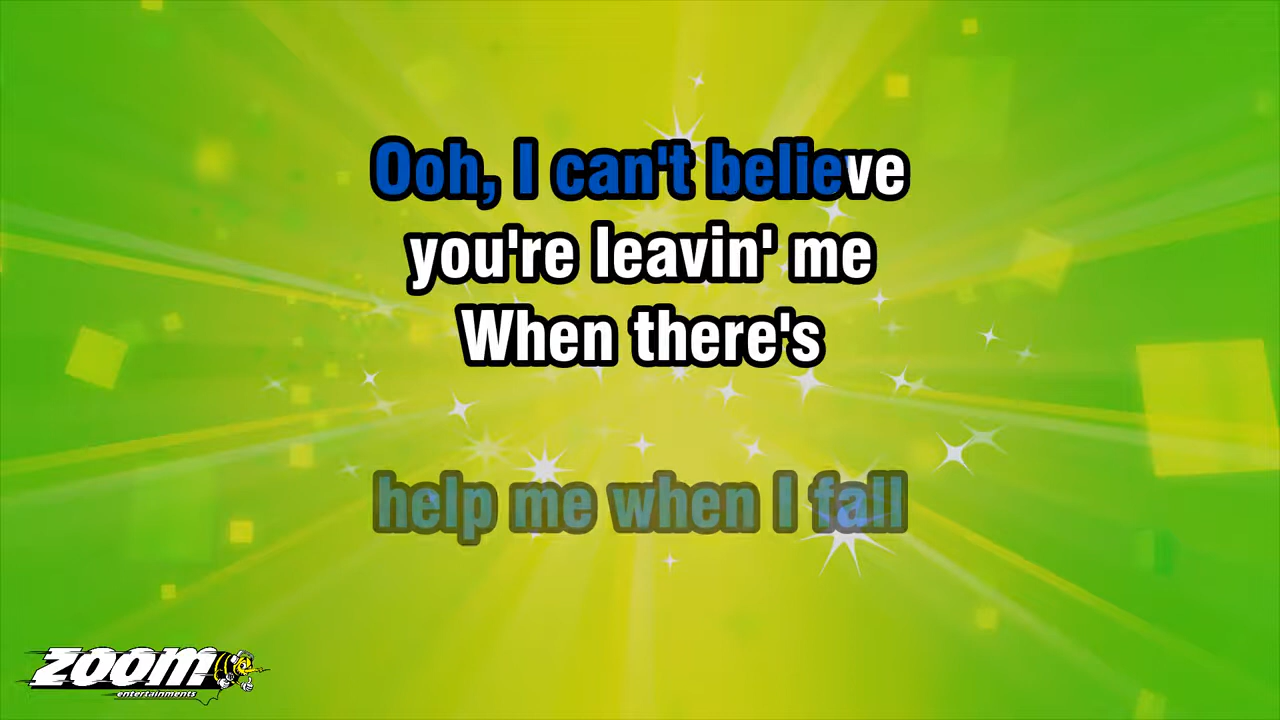 Ooh, I can't believe
you're leavin' me
When there's
help me when I fall
zoom
entertainments